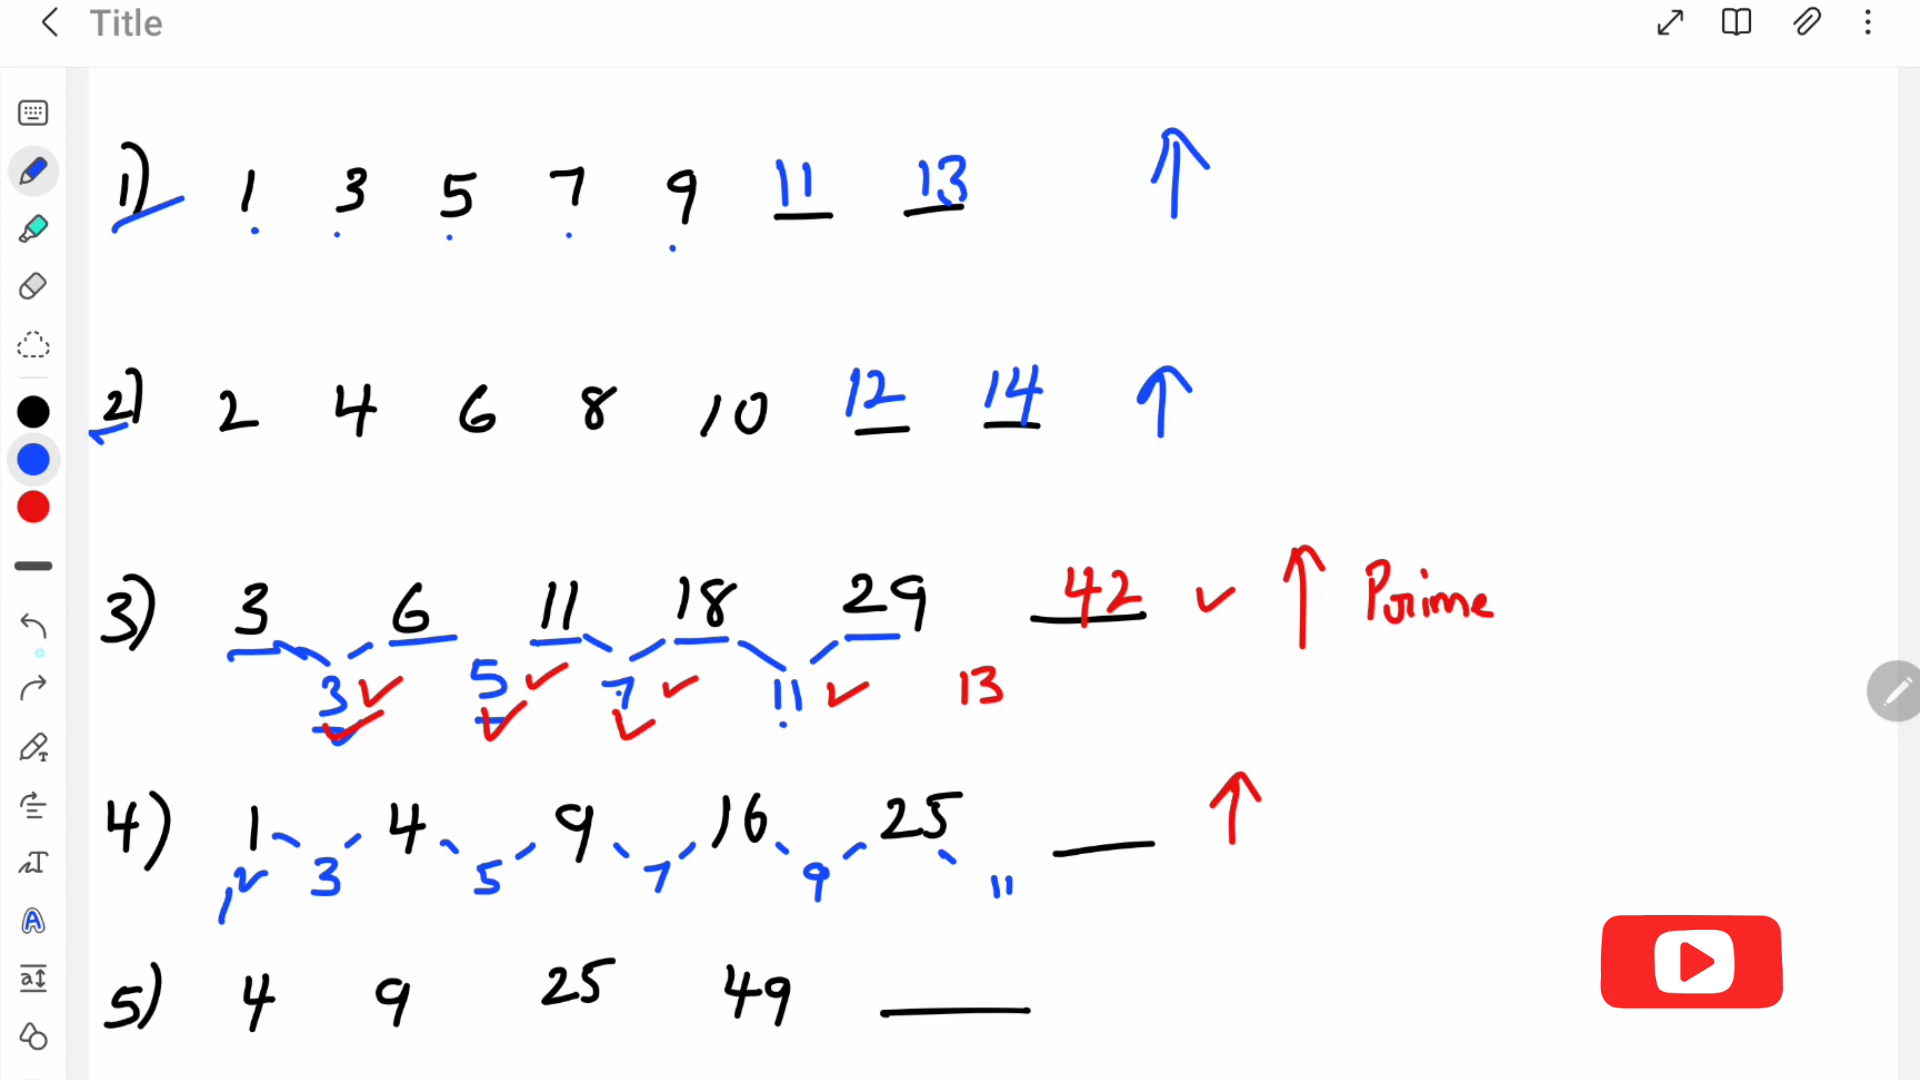 Title
1) 1 3 5 7 9 11 13
2) 2 4 6 8 10 12 14
3) 3 6 11 18 29 42 Prime
3 5 7 11 13
4) 1 4 9 16 25
1 3 5 7 9 11
5) 4 9 25 49